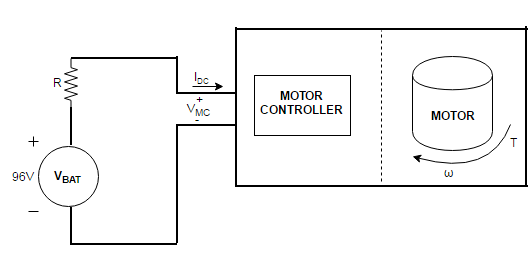 R
I_DC
+
V_MC
-
MOTOR
CONTROLLER
MOTOR
T
ω
+
96V
V_BAT
–